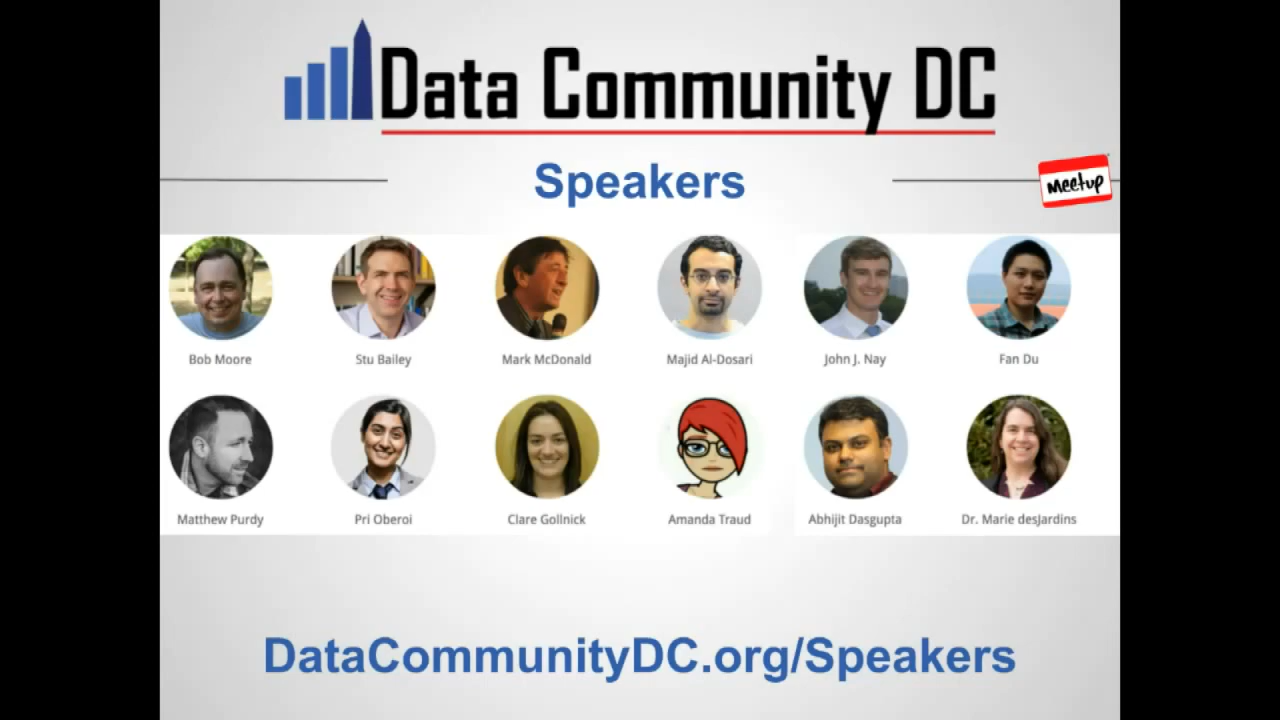 Data Community DC
Speakers
meetup
Bob Moore
Stu Bailey
Mark McDonald
Majid Al-Dosari
John J. Nay
Fan Du
Matthew Purdy
Pri Oberoi
Clare Gollnick
Amanda Traud
Abhijit Dasgupta
Dr. Marie desJardins
DataCommunityDC.org/Speakers